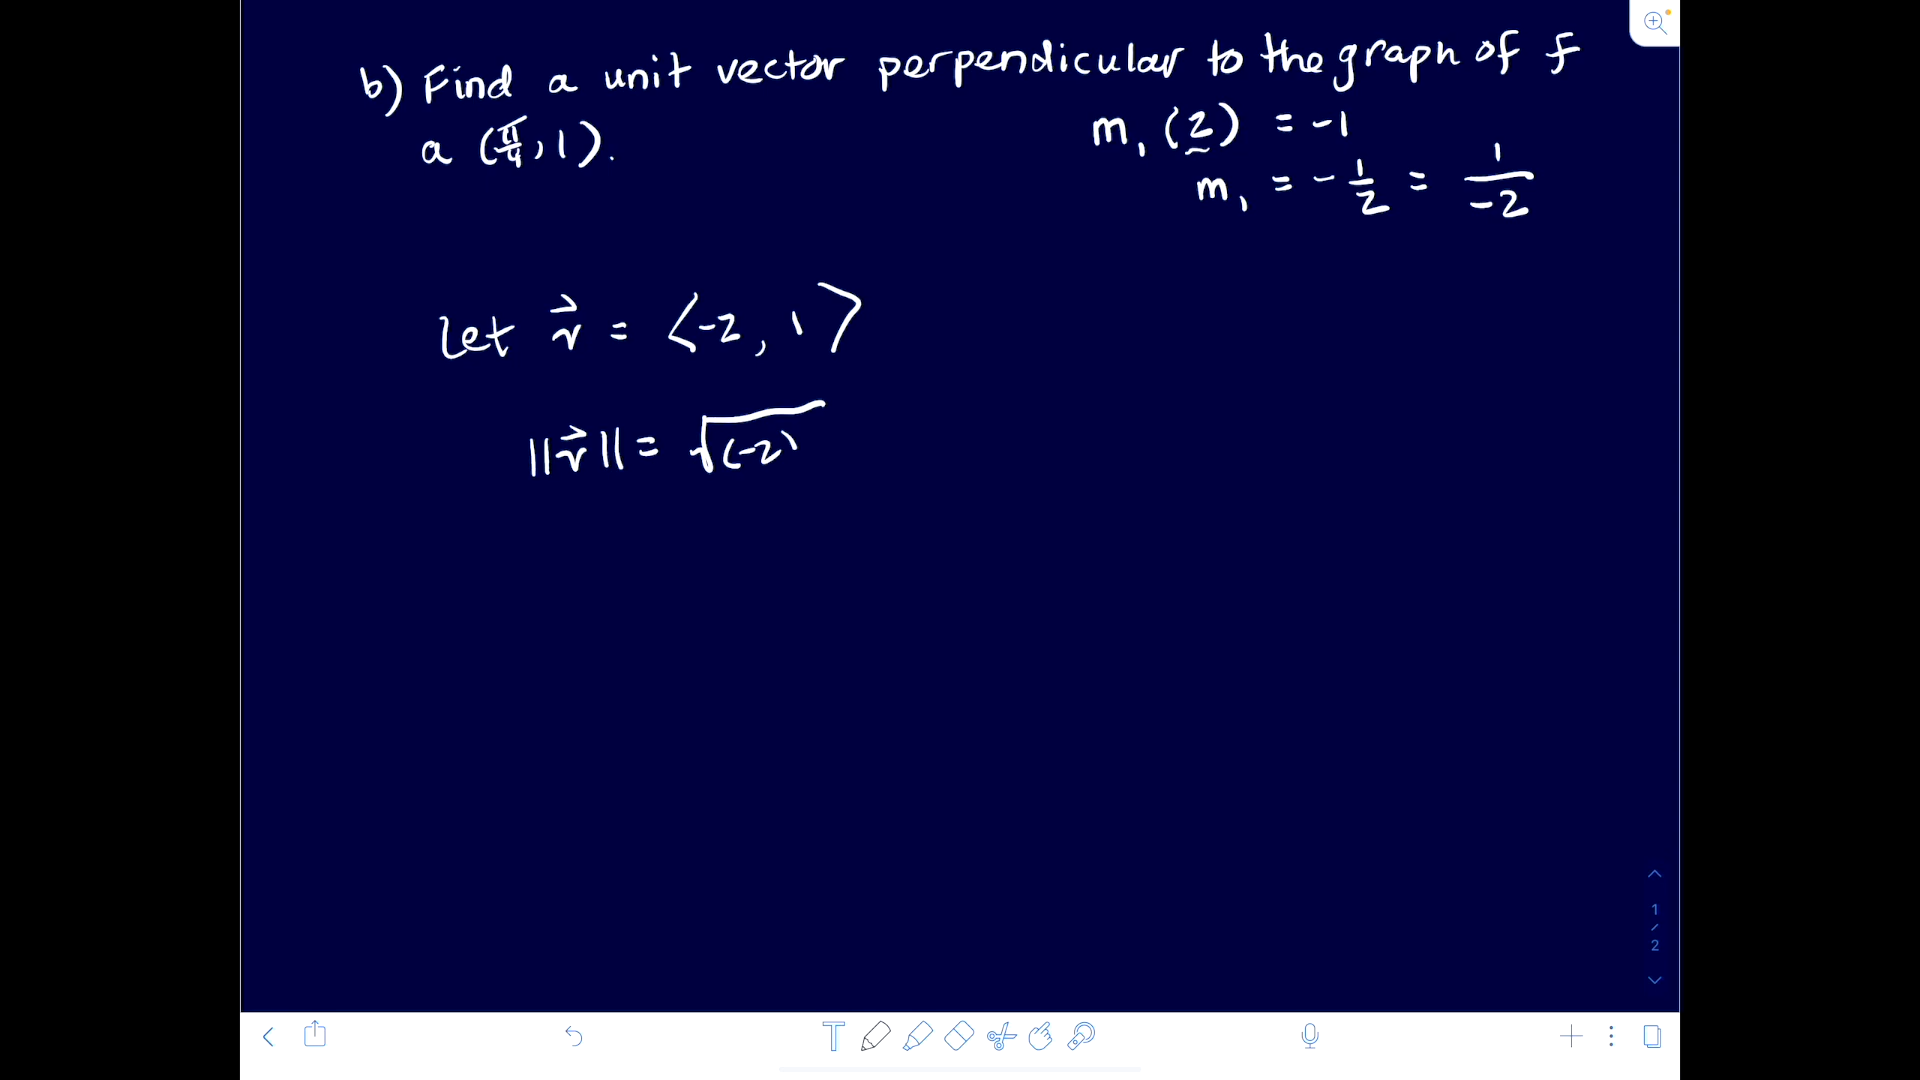 b) Find a unit vector perpendicular to the graph of f
a (π/4, 1).
m₁ (2) = -1
m₁ = -1/2 = 1/-2
Let v⃗ = ⟨-2, 1⟩
||v⃗|| = √(-2)
1
/
2
T